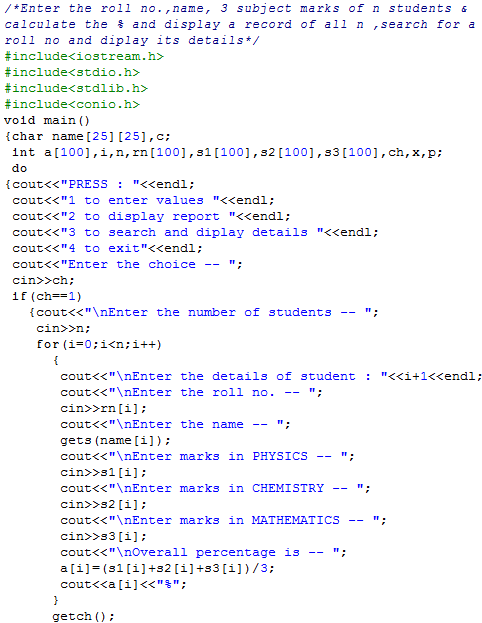 /*Enter the roll no.,name, 3 subject marks of n students &
calculate the % and display a record of all n ,search for a
roll no and diplay its details*/
#include<iostream.h>
#include<stdio.h>
#include<stdlib.h>
#include<conio.h>
void main()
{char name[25][25],c;
int a[100],i,n,rn[100],s1[100],s2[100],s3[100],ch,x,p;
do
{cout<<"PRESS : "<<endl;
cout<<"1 to enter values "<<endl;
cout<<"2 to display report "<<endl;
cout<<"3 to search and diplay details "<<endl;
cout<<"4 to exit"<<endl;
cout<<"Enter the choice -- ";
cin>>ch;
if(ch==1)
{cout<<"\nEnter the number of students -- ";
cin>>n;
for(i=0;i<n;i++)
{
cout<<"\nEnter the details of student : "<<i+1<<endl;
cout<<"\nEnter the roll no. -- ";
cin>>rn[i];
cout<<"\nEnter the name -- ";
gets(name[i]);
cout<<"\nEnter marks in PHYSICS -- ";
cin>>s1[i];
cout<<"\nEnter marks in CHEMISTRY -- ";
cin>>s2[i];
cout<<"\nEnter marks in MATHEMATICS -- ";
cin>>s3[i];
cout<<"\nOverall percentage is -- ";
a[i]=(s1[i]+s2[i]+s3[i])/3;
cout<<a[i]<<"%";
}
getch();